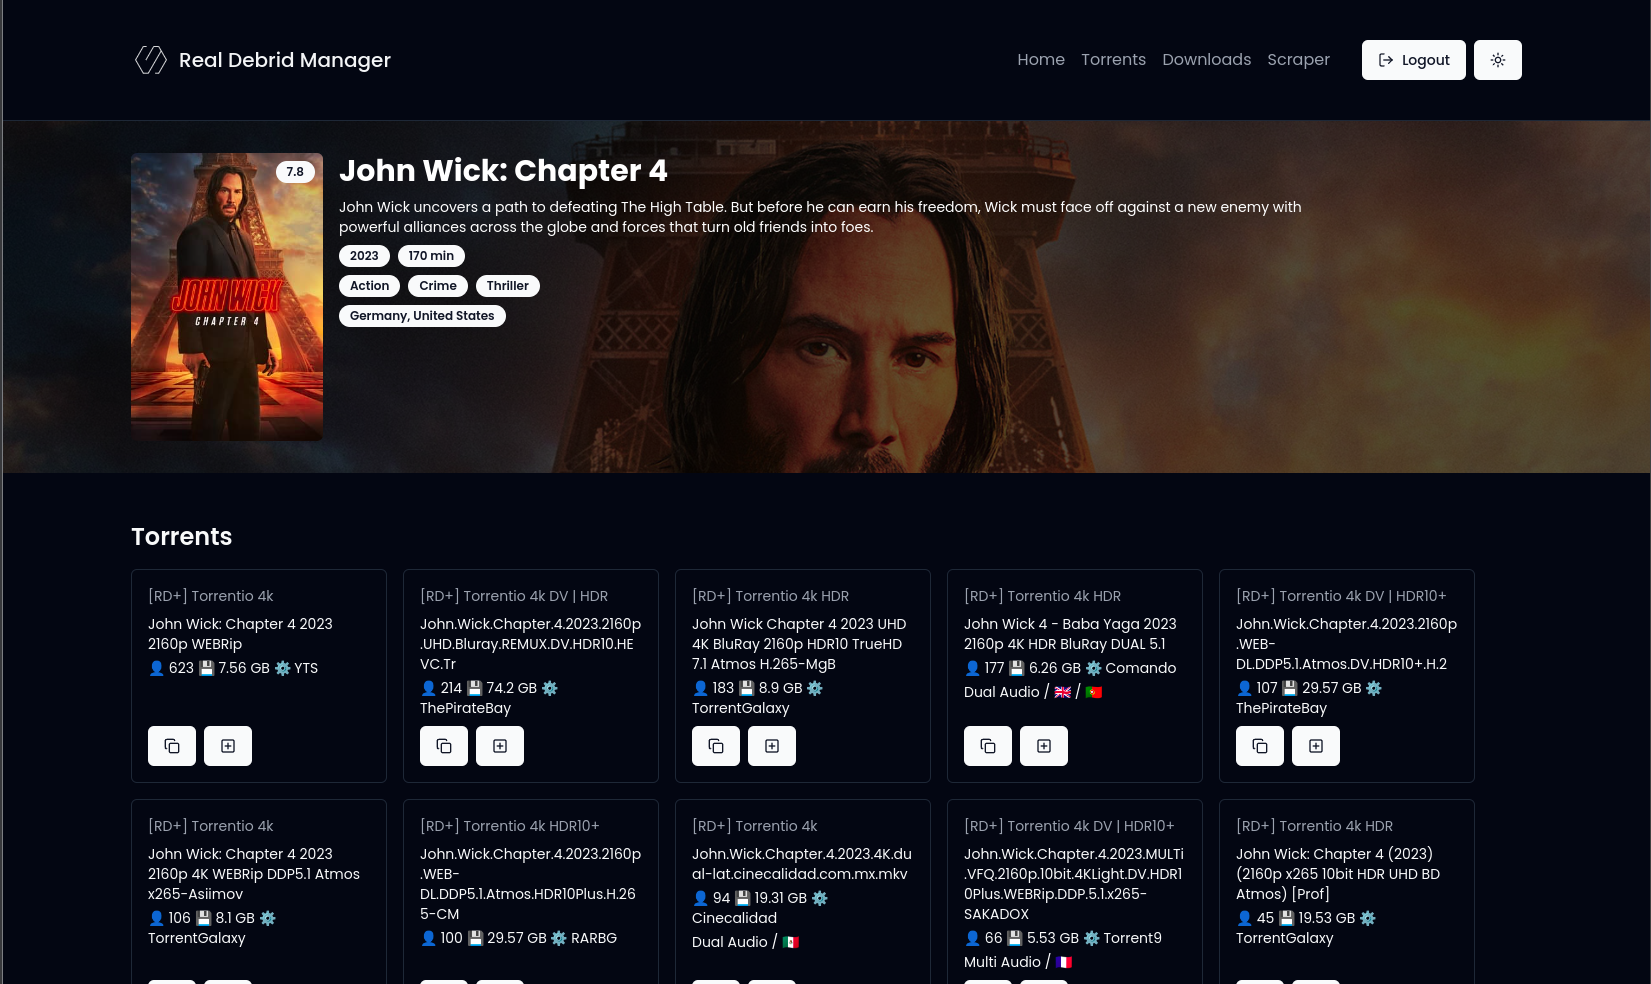 Real Debrid Manager
Home Torrents Downloads Scraper Logout
7.8
JOHN WICK
CHAPTER 4
John Wick: Chapter 4
John Wick uncovers a path to defeating The High Table. But before he can earn his freedom, Wick must face off against a new enemy with
powerful alliances across the globe and forces that turn old friends into foes.
2023 170 min
Action Crime Thriller
Germany, United States
Torrents
[RD+] Torrentio 4k
John Wick: Chapter 4 2023
2160p WEBRip
👤 623 💾 7.56 GB ⚙️ YTS
[RD+] Torrentio 4k DV | HDR
John.Wick.Chapter.4.2023.2160p
.UHD.Bluray.REMUX.DV.HDR10.HE
VC.Tr
👤 214 💾 74.2 GB ⚙️
ThePirateBay
[RD+] Torrentio 4k HDR
John Wick Chapter 4 2023 UHD
4K BluRay 2160p HDR10 TrueHD
7.1 Atmos H.265-MgB
👤 183 💾 8.9 GB ⚙️
TorrentGalaxy
[RD+] Torrentio 4k HDR
John Wick 4 - Baba Yaga 2023
2160p 4K HDR BluRay DUAL 5.1
👤 177 💾 6.26 GB ⚙️ Comando
Dual Audio / 🇬🇧 / 🇵🇹
[RD+] Torrentio 4k DV | HDR10+
John.Wick.Chapter.4.2023.2160p
.WEB-
DL.DDP5.1.Atmos.DV.HDR10+.H.2
👤 107 💾 29.57 GB ⚙️
ThePirateBay
[RD+] Torrentio 4k
John Wick: Chapter 4 2023
2160p 4K WEBRip DDP5.1 Atmos
x265-Asiimov
👤 106 💾 8.1 GB ⚙️
TorrentGalaxy
[RD+] Torrentio 4k HDR10+
John.Wick.Chapter.4.2023.2160p
.WEB-
DL.DDP5.1.Atmos.HDR10Plus.H.26
5-CM
👤 100 💾 29.57 GB ⚙️ RARBG
[RD+] Torrentio 4k
John.Wick.Chapter.4.2023.4K.du
al-lat.cinecalidad.com.mx.mkv
👤 94 💾 19.31 GB ⚙️
Cinecalidad
Dual Audio / 🇲🇽
[RD+] Torrentio 4k DV | HDR10+
John.Wick.Chapter.4.2023.MULTi
.VFQ.2160p.10bit.4KLight.DV.HDR1
0Plus.WEBRip.DDP.5.1.x265-
SAKADOX
👤 66 💾 5.53 GB ⚙️ Torrent9
Multi Audio / 🇫🇷
[RD+] Torrentio 4k HDR
John Wick: Chapter 4 (2023)
(2160p x265 10bit HDR UHD BD
Atmos) [Prof]
👤 45 💾 19.53 GB ⚙️
TorrentGalaxy